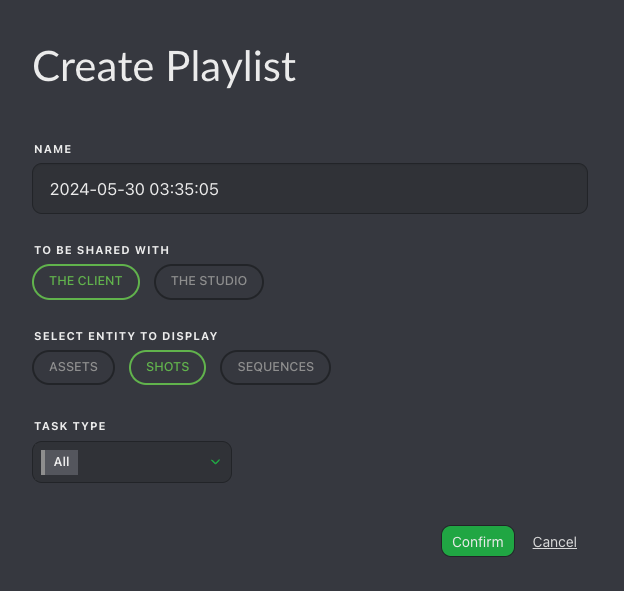 Create Playlist
NAME
2024-05-30 03:35:05
TO BE SHARED WITH
THE CLIENT THE STUDIO
SELECT ENTITY TO DISPLAY
ASSETS SHOTS SEQUENCES
TASK TYPE
All
Confirm Cancel